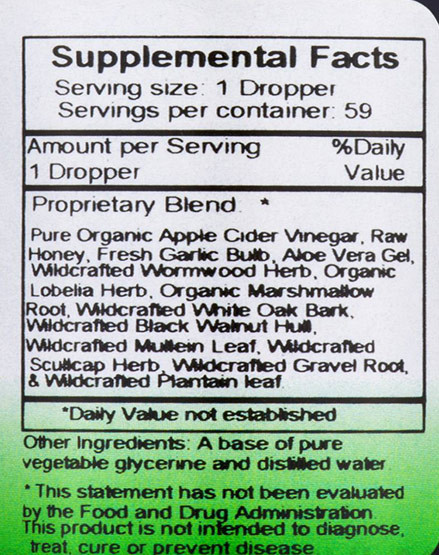 Supplemental Facts
Serving size: 1 Dropper
Servings per container: 59
Amount per Serving %Daily
1 Dropper Value
Proprietary Blend *
Pure Organic Apple Cider Vinegar, Raw
Honey, Fresh Garlic Bulb, Aloe Vera Gel,
Wildcrafted Wormwood Herb, Organic
Lobelia Herb, Organic Marshmallow
Root, Wildcrafted White Oak Bark,
Wildcrafted Black Walnut Hull,
Wildcrafted Mullein Leaf, Wildcrafted
Scullcap Herb, Wildcrafted Gravel Root,
& Wildcrafted Plantain leaf.
*Daily Value not established
Other Ingredients: A base of pure
vegetable glycerine and distilled water.
* This statement has not been evaluated
by the Food and Drug Administration.
This product is not intended to diagnose,
treat, cure or prevent disease